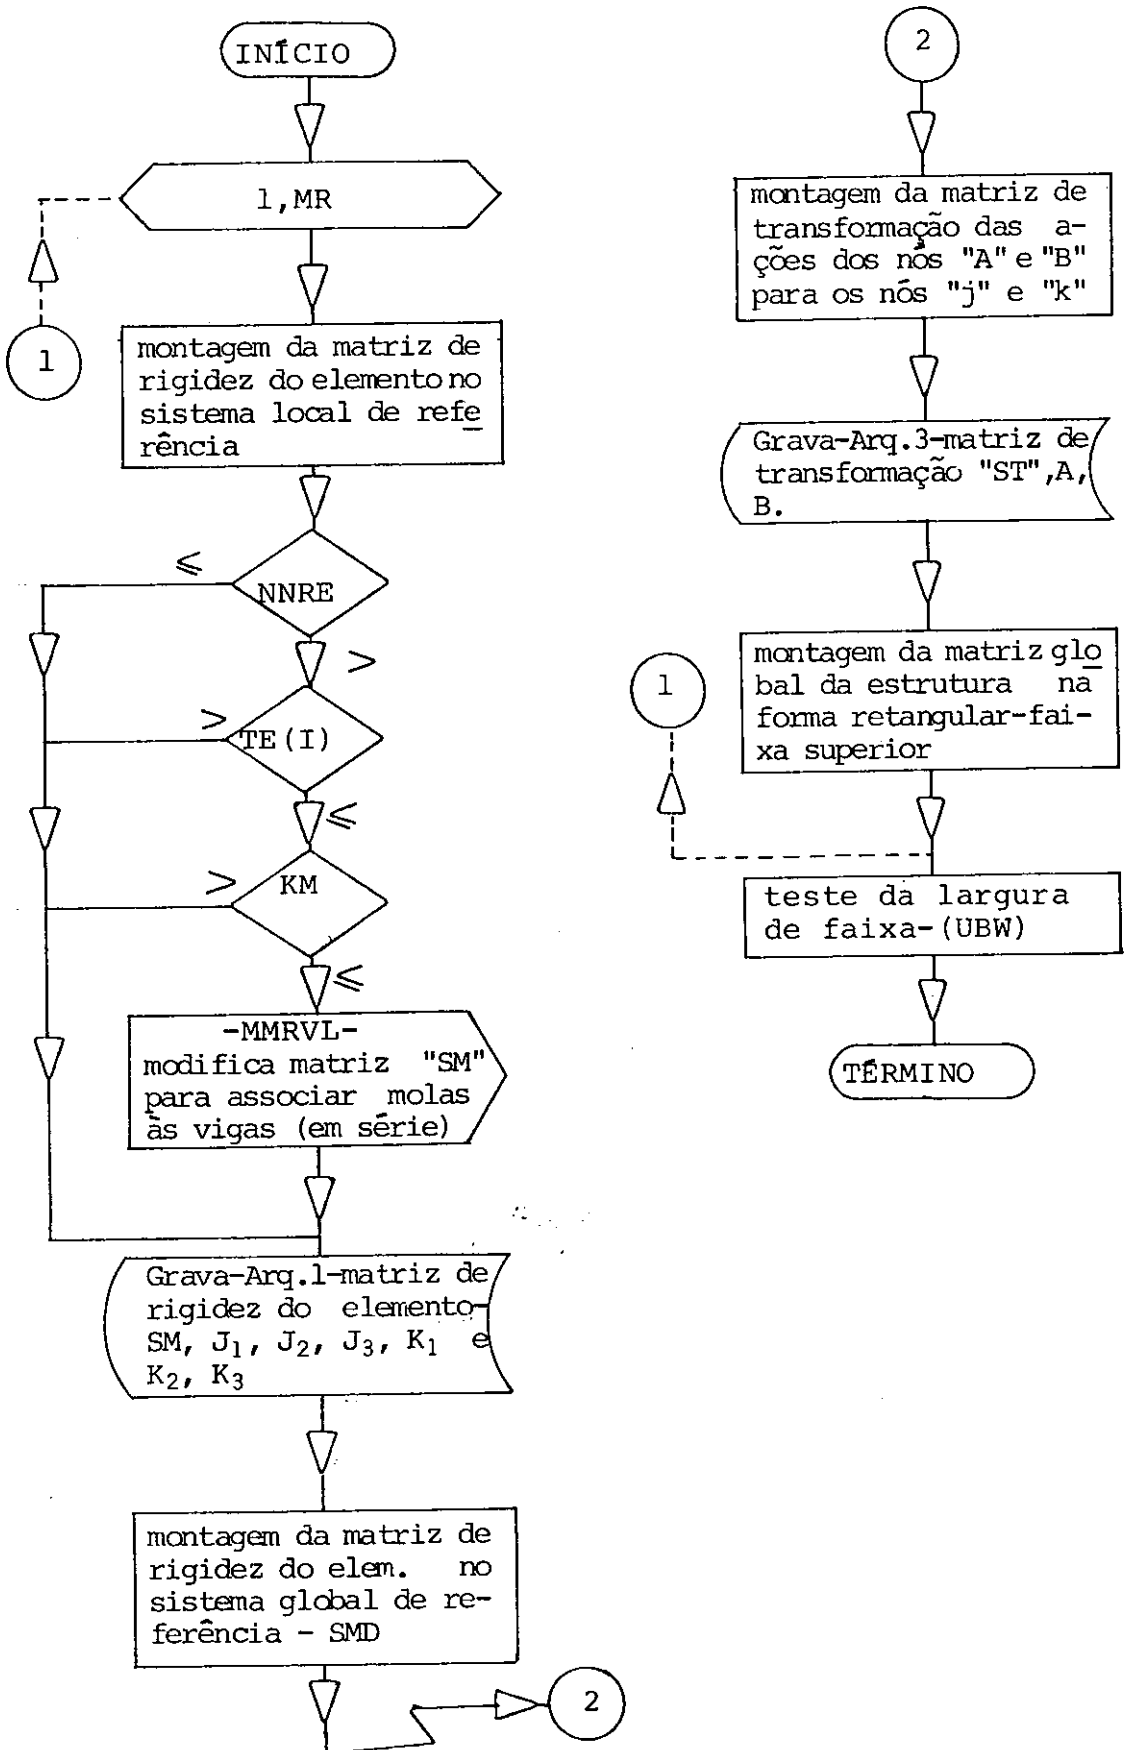 INÍCIO
1,MR
1
montagem da matriz de
rigidez do elemento no
sistema local de refe
rência
≤
NNRE
>
>
TE(I)
≤
>
KM
≤
-MMRVL-
modifica matriz "SM"
para associar molas
às vigas (em série)
Grava-Arq.1-matriz de
rigidez do elemento-
SM, J1, J2, J3, K1 e
K2, K3
montagem da matriz de
rigidez do elem. no
sistema global de re-
ferência - SMD
2
2
montagem da matriz de
transformação das a-
ções dos nós "A" e "B"
para os nós "j" e "k"
Grava-Arq.3-matriz de
transformação "ST",A,
B.
montagem da matriz glo
bal da estrutura na
forma retangular-fai-
xa superior
1
teste da largura
de faixa-(UBW)
TÉRMINO